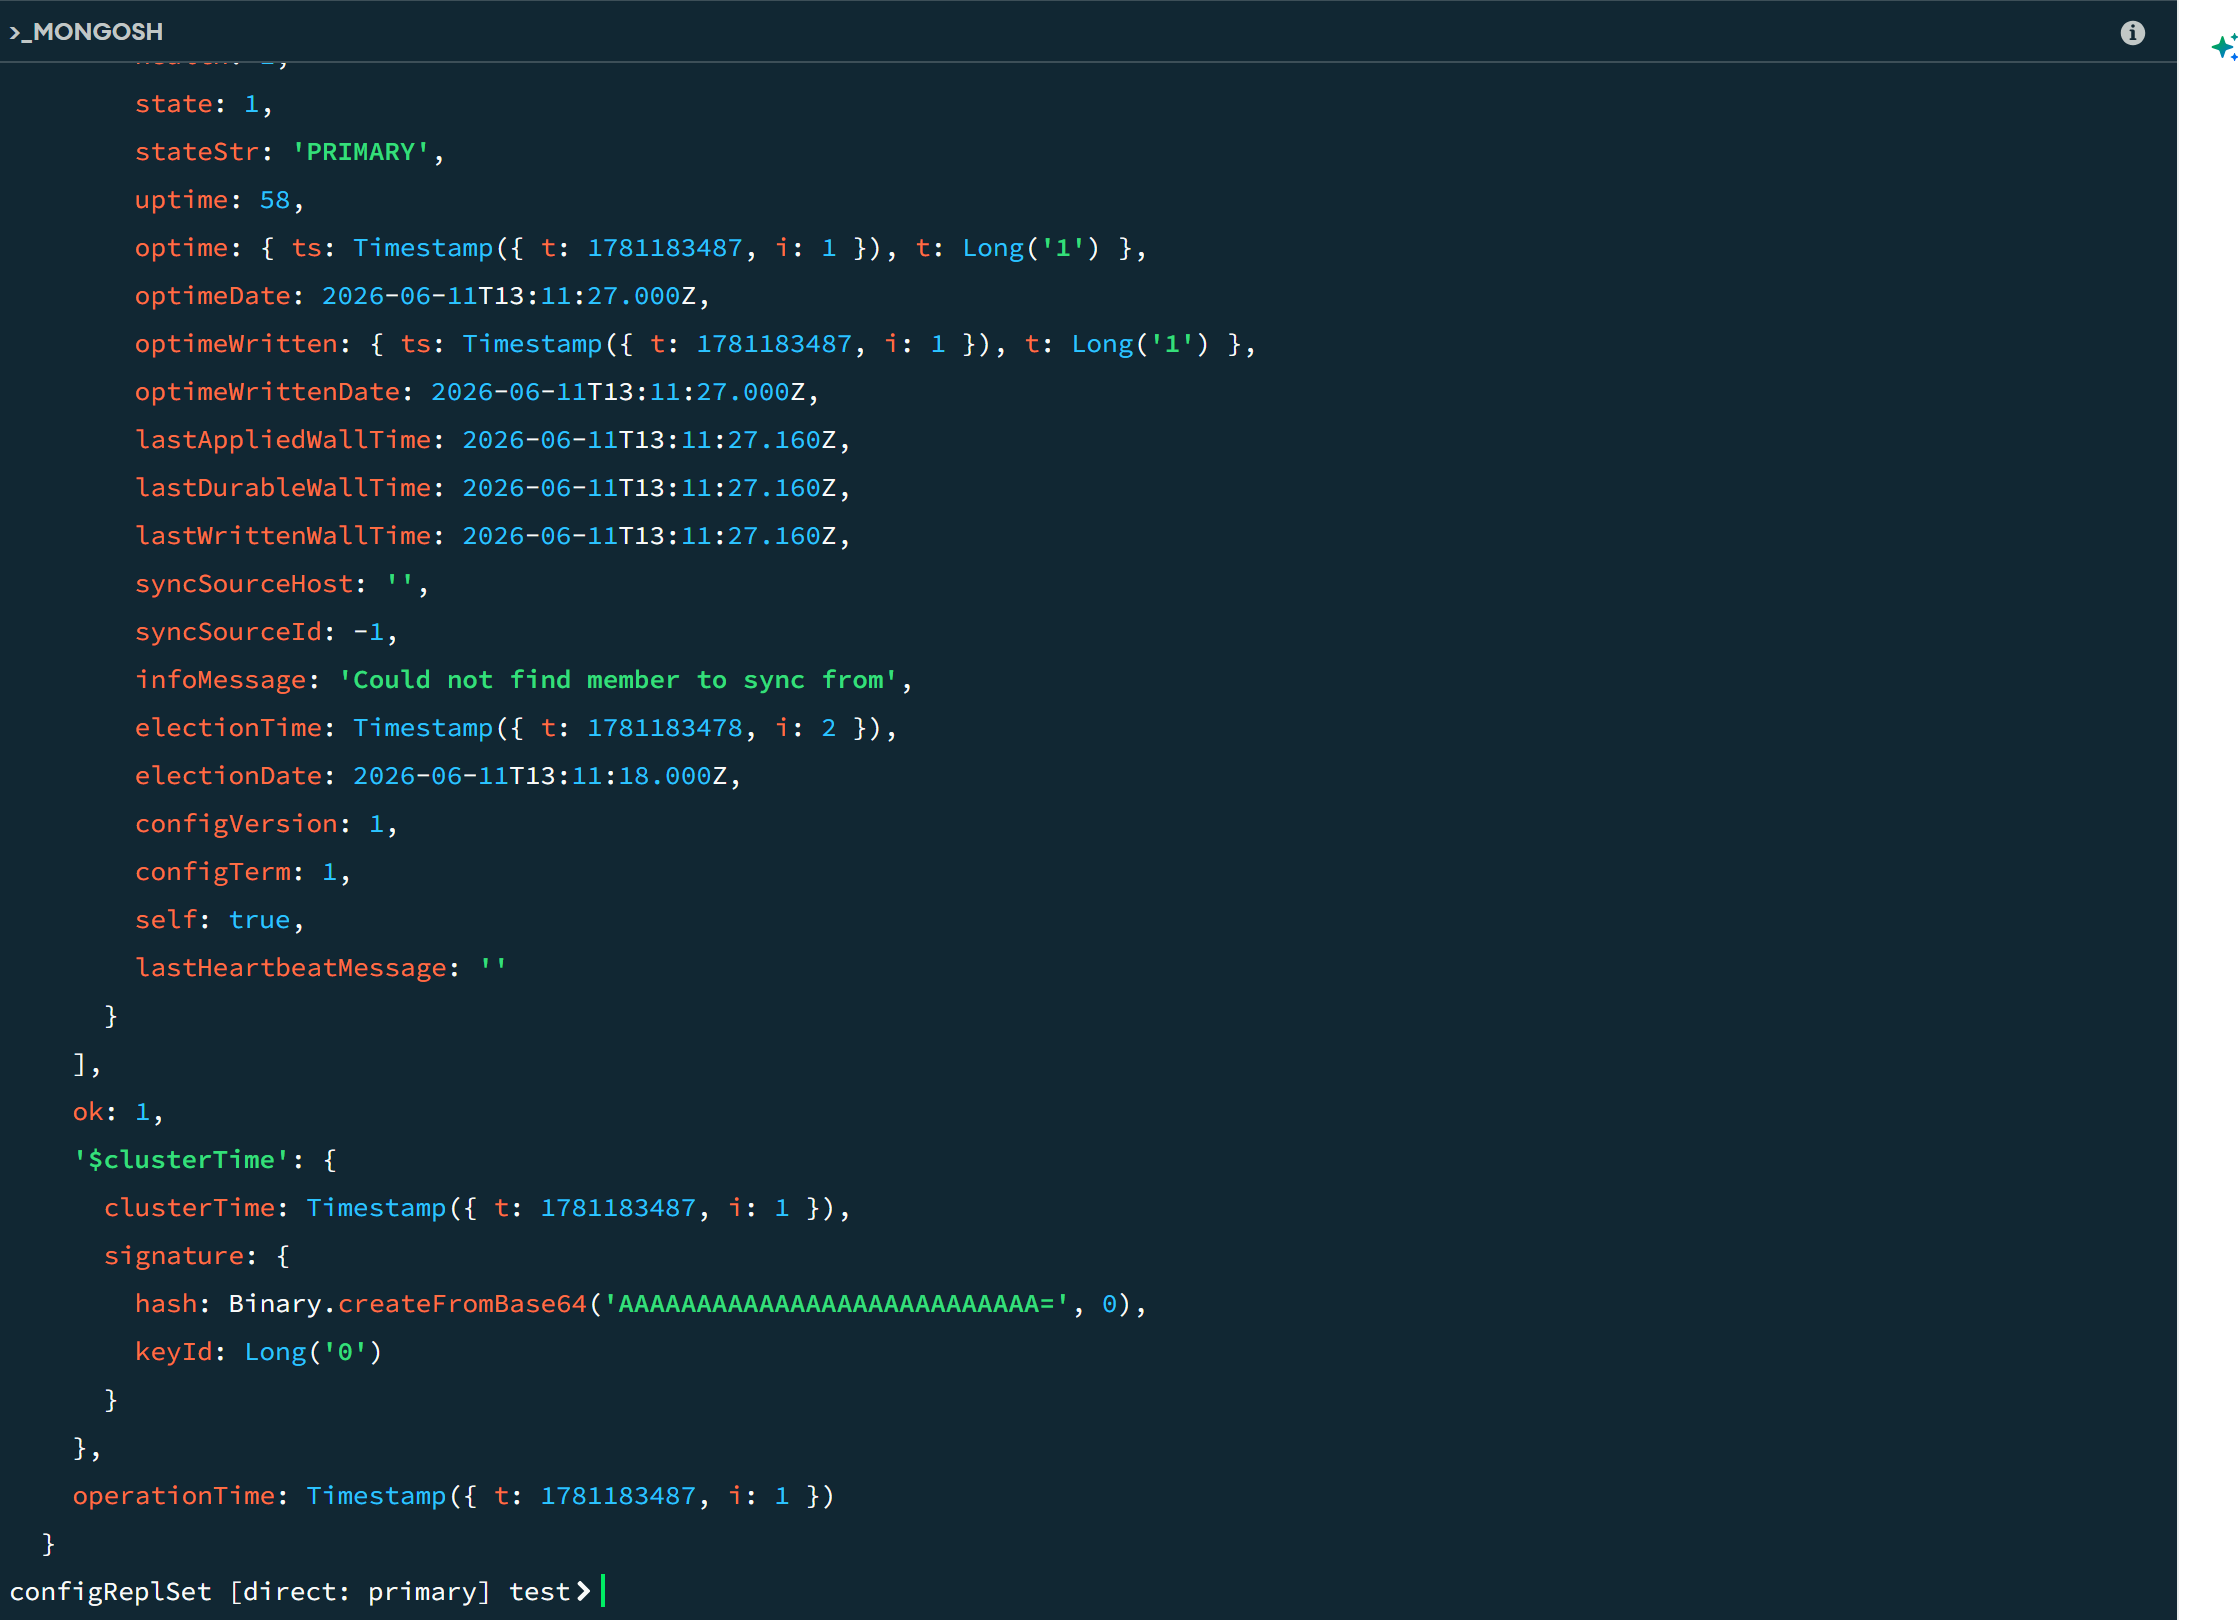 >_MONGOSH
state: 1,
stateStr: 'PRIMARY',
uptime: 58,
optime: { ts: Timestamp({ t: 1781183487, i: 1 }), t: Long('1') },
optimeDate: 2026-06-11T13:11:27.000Z,
optimeWritten: { ts: Timestamp({ t: 1781183487, i: 1 }), t: Long('1') },
optimeWrittenDate: 2026-06-11T13:11:27.000Z,
lastAppliedWallTime: 2026-06-11T13:11:27.160Z,
lastDurableWallTime: 2026-06-11T13:11:27.160Z,
lastWrittenWallTime: 2026-06-11T13:11:27.160Z,
syncSourceHost: '',
syncSourceId: -1,
infoMessage: 'Could not find member to sync from',
electionTime: Timestamp({ t: 1781183478, i: 2 }),
electionDate: 2026-06-11T13:11:18.000Z,
configVersion: 1,
configTerm: 1,
self: true,
lastHeartbeatMessage: ''
}
],
ok: 1,
'$clusterTime': {
clusterTime: Timestamp({ t: 1781183487, i: 1 }),
signature: {
hash: Binary.createFromBase64('AAAAAAAAAAAAAAAAAAAAAAAAAAA=', 0),
keyId: Long('0')
}
},
operationTime: Timestamp({ t: 1781183487, i: 1 })
}
configReplSet [direct: primary] test>